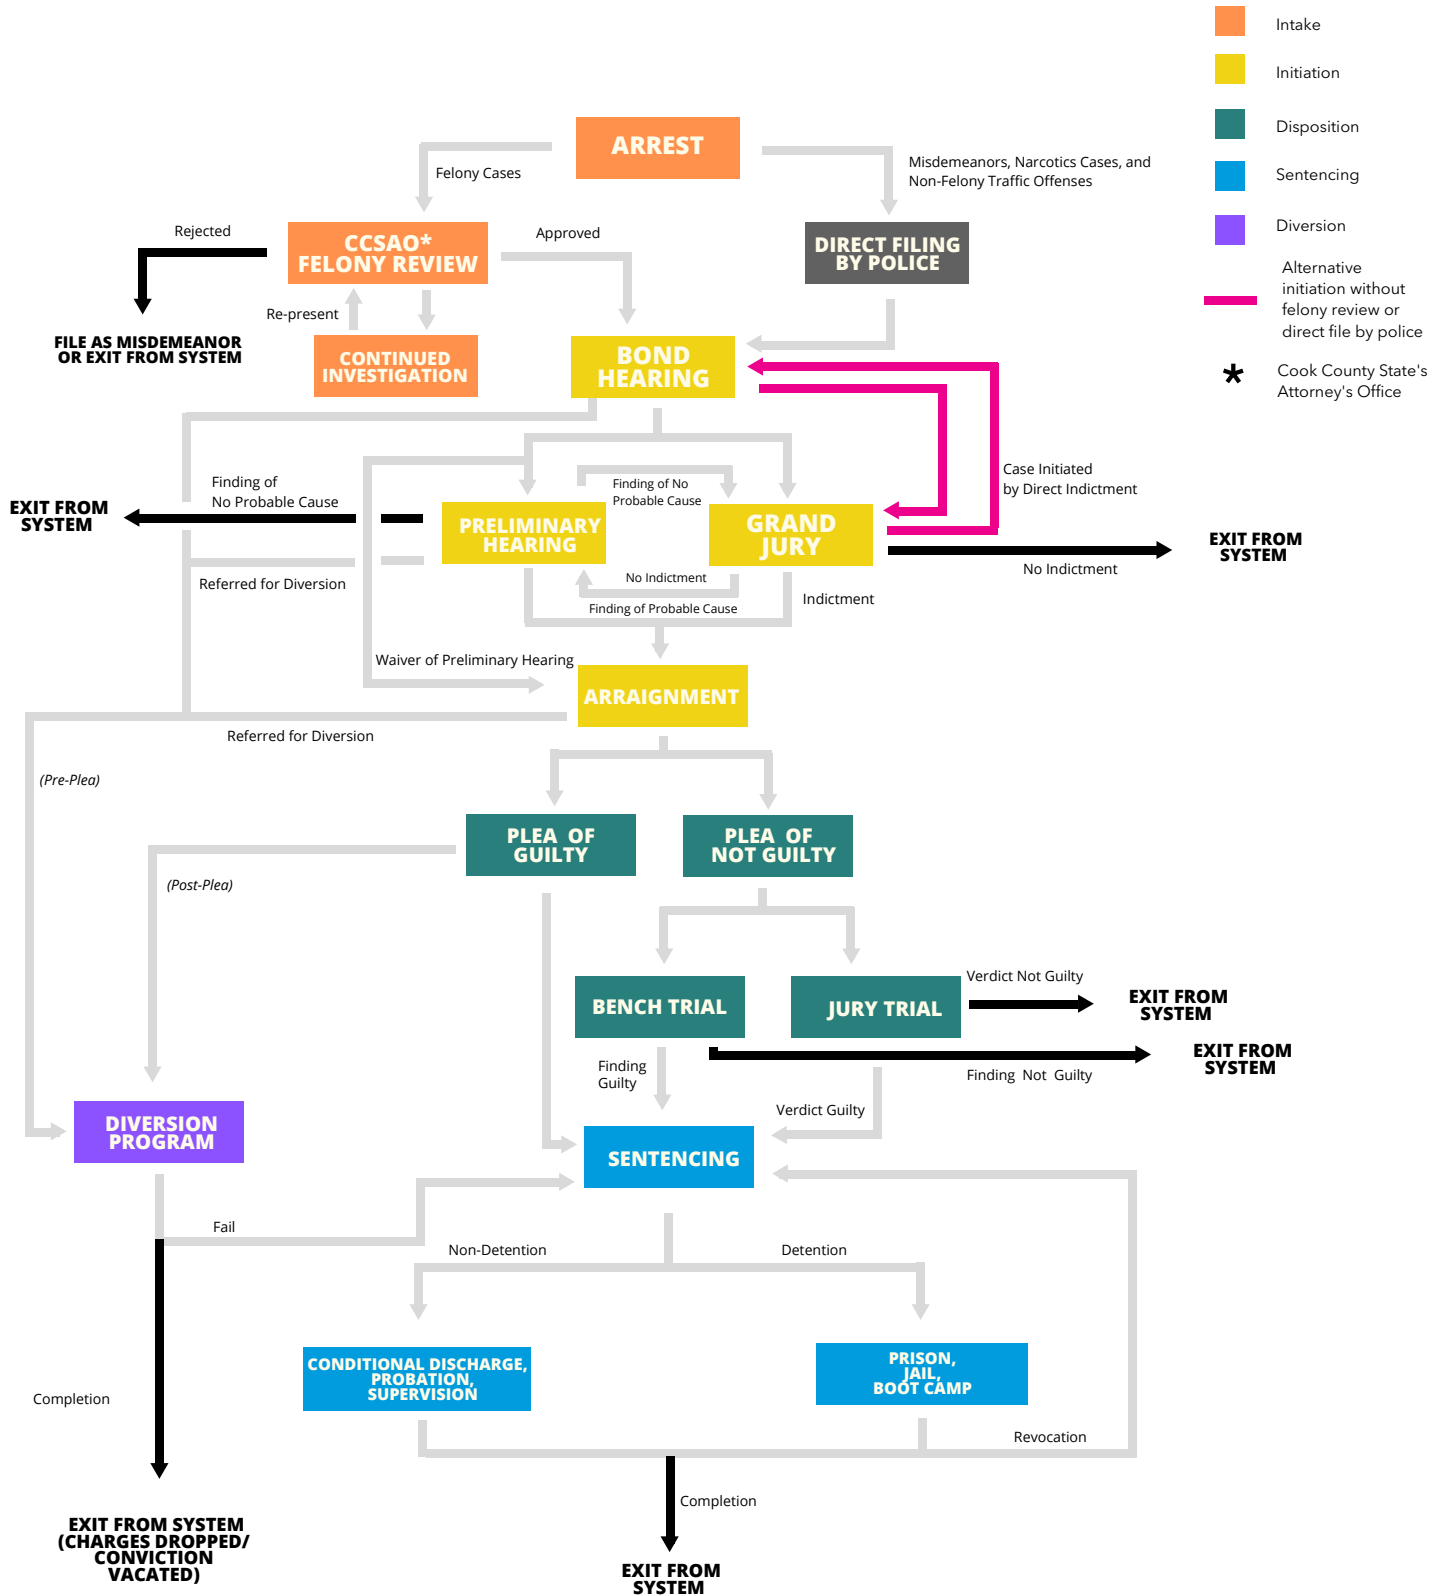 Intake
Initiation
Disposition
Sentencing
Diversion
Alternative
initiation without
felony review or
direct file by police
*
Cook County State's
Attorney's Office
ARREST
Felony Cases
Misdemeanors, Narcotics Cases, and
Non-Felony Traffic Offenses
Rejected
CCSAO*
FELONY REVIEW
Approved
DIRECT FILING
BY POLICE
Re-present
FILE AS MISDEMEANOR
OR EXIT FROM SYSTEM
CONTINUED
INVESTIGATION
BOND
HEARING
Case Initiated
by Direct Indictment
Finding of
No Probable Cause
Finding of No
Probable Cause
EXIT FROM
SYSTEM
PRELIMINARY
HEARING
GRAND
JURY
EXIT FROM
SYSTEM
No Indictment
Referred for Diversion
No Indictment
Finding of Probable Cause
Indictment
Waiver of Preliminary Hearing
ARRAIGNMENT
Referred for Diversion
(Pre-Plea)
PLEA OF
GUILTY
PLEA OF
NOT GUILTY
(Post-Plea)
Verdict Not Guilty
BENCH TRIAL
JURY TRIAL
EXIT FROM
SYSTEM
Finding
Guilty
EXIT FROM
SYSTEM
Finding Not Guilty
Verdict Guilty
DIVERSION
PROGRAM
SENTENCING
Fail
Non-Detention
Detention
CONDITIONAL DISCHARGE,
PROBATION,
SUPERVISION
PRISON,
JAIL,
BOOT CAMP
Completion
Revocation
Completion
EXIT FROM SYSTEM
(CHARGES DROPPED/
CONVICTION
VACATED)
EXIT FROM
SYSTEM